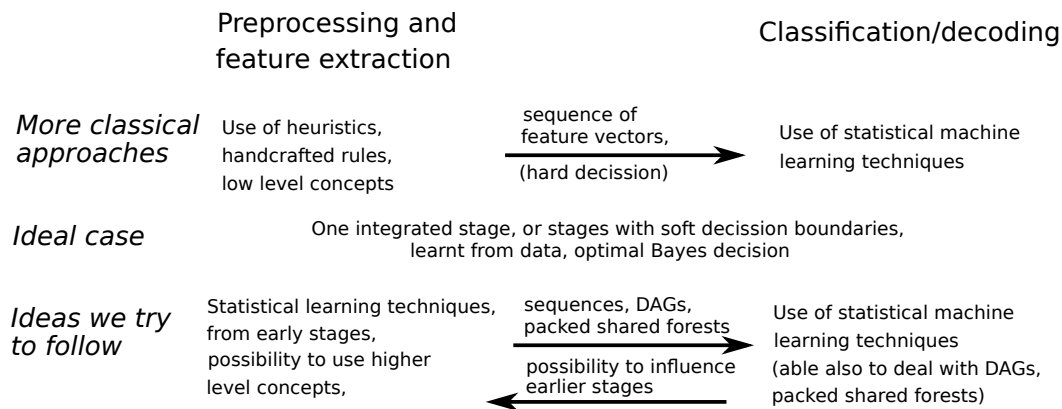 Preprocessing and
feature extraction
Classification/decoding
More classical
approaches
Use of heuristics,
handcrafted rules,
low level concepts
sequence of
feature vectors,
(hard decission)
Use of statistical machine
learning techniques
Ideal case
One integrated stage, or stages with soft decission boundaries,
learnt from data, optimal Bayes decision
Ideas we try
to follow
Statistical learning techniques,
from early stages,
possibility to use higher
level concepts,
sequences, DAGs,
packed shared forests
possibility to influence
earlier stages
Use of statistical machine
learning techniques
(able also to deal with DAGs,
packed shared forests)